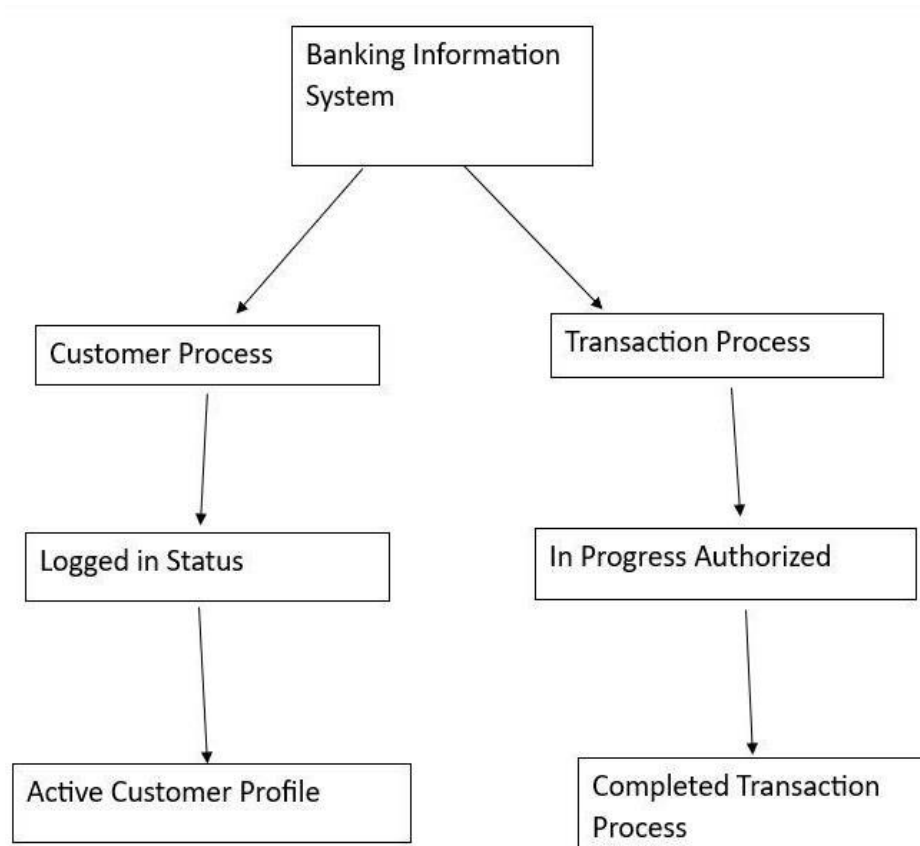 Banking Information
System
Customer Process
Transaction Process
Logged in Status
In Progress Authorized
Active Customer Profile
Completed Transaction
Process